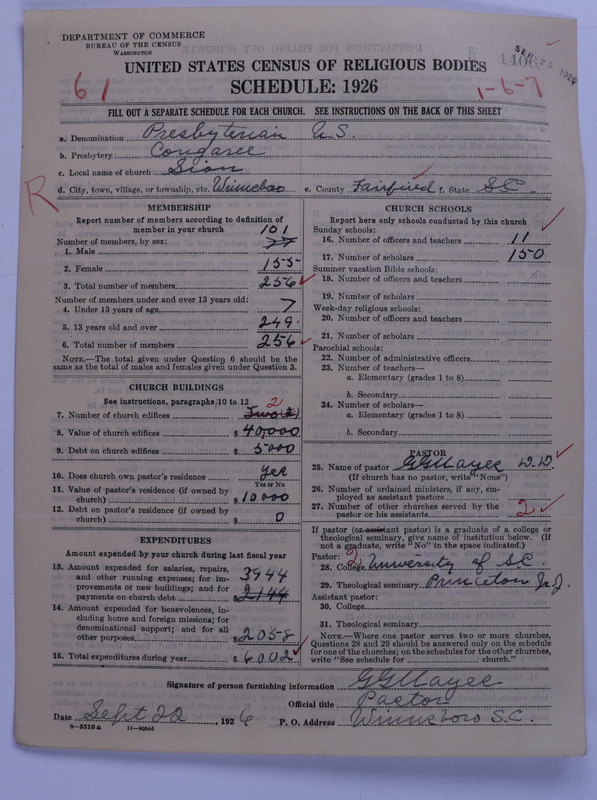 DEPARTMENT OF COMMERCE
BUREAU OF THE CENSUS
WASHINGTON
SEP 25 1926
UNITED STATES CENSUS OF RELIGIOUS BODIES
SCHEDULE: 1926
61
1-6-7
FILL OUT A SEPARATE SCHEDULE FOR EACH CHURCH. SEE INSTRUCTIONS ON THE BACK OF THIS SHEET
a. Denomination Presbyterian U.S.
b. Presbytery Congaree
c. Local name of church Sion
d. City, town, village, or township, etc. Winnsboro e. County Fairfield f. State S.C.
R
MEMBERSHIP
Report number of members according to definition of member in your church
Number of members, by sex:
1. Male 101
2. Female 155
3. Total number of members 256
Number of members under and over 13 years old:
4. Under 13 years of age 7
5. 13 years old and over 249
6. Total number of members 256
NOTE.—The total given under Question 6 should be the same as the total of males and females given under Question 3.
CHURCH BUILDINGS
See instructions, paragraphs 10 to 12
7. Number of church edifices Two (2) 2
8. Value of church edifices $ 40,000
9. Debt on church edifices $ 5000
10. Does church own pastor's residence Yes
Yes or No
11. Value of pastor's residence (if owned by church) $ 10000
12. Debt on pastor's residence (if owned by church) $ 0
EXPENDITURES
Amount expended by your church during last fiscal year
13. Amount expended for salaries, repairs, and other running expenses; for improvements or new buildings; and for payments on church debt $ 2144 3944
14. Amount expended for benevolences, including home and foreign missions; for denominational support; and for all other purposes $ 2058
15. Total expenditures during year $ 6002
CHURCH SCHOOLS
Report here only schools conducted by this church
Sunday schools:
16. Number of officers and teachers 11
17. Number of scholars 150
Summer vacation Bible schools:
18. Number of officers and teachers
19. Number of scholars
Week-day religious schools:
20. Number of officers and teachers
21. Number of scholars
Parochial schools:
22. Number of administrative officers
23. Number of teachers—
a. Elementary (grades 1 to 8)
b. Secondary
24. Number of scholars—
a. Elementary (grades 1 to 8)
b. Secondary
PASTOR
25. Name of pastor G G Mayes D.D
(If church has no pastor, write "None")
26. Number of ordained ministers, if any, employed as assistant pastors
27. Number of other churches served by the pastor or his assistants 2
If pastor (or assistant pastor) is a graduate of a college or theological seminary, give name of institution below. (If not a graduate, write "No" in the space indicated.)
Pastor: 2
28. College University of S.C.
29. Theological seminary Princeton N.J.
Assistant pastor:
30. College
31. Theological seminary
NOTE.—Where one pastor serves two or more churches, Questions 28 and 29 should be answered only on the schedule for one of the churches; on the schedules for the other churches, write "See schedule for church."
Signature of person furnishing information G G Mayes
Official title Pastor
Date Sept 22, 1926 P. O. Address Winnsboro S.C.
8—5518 a